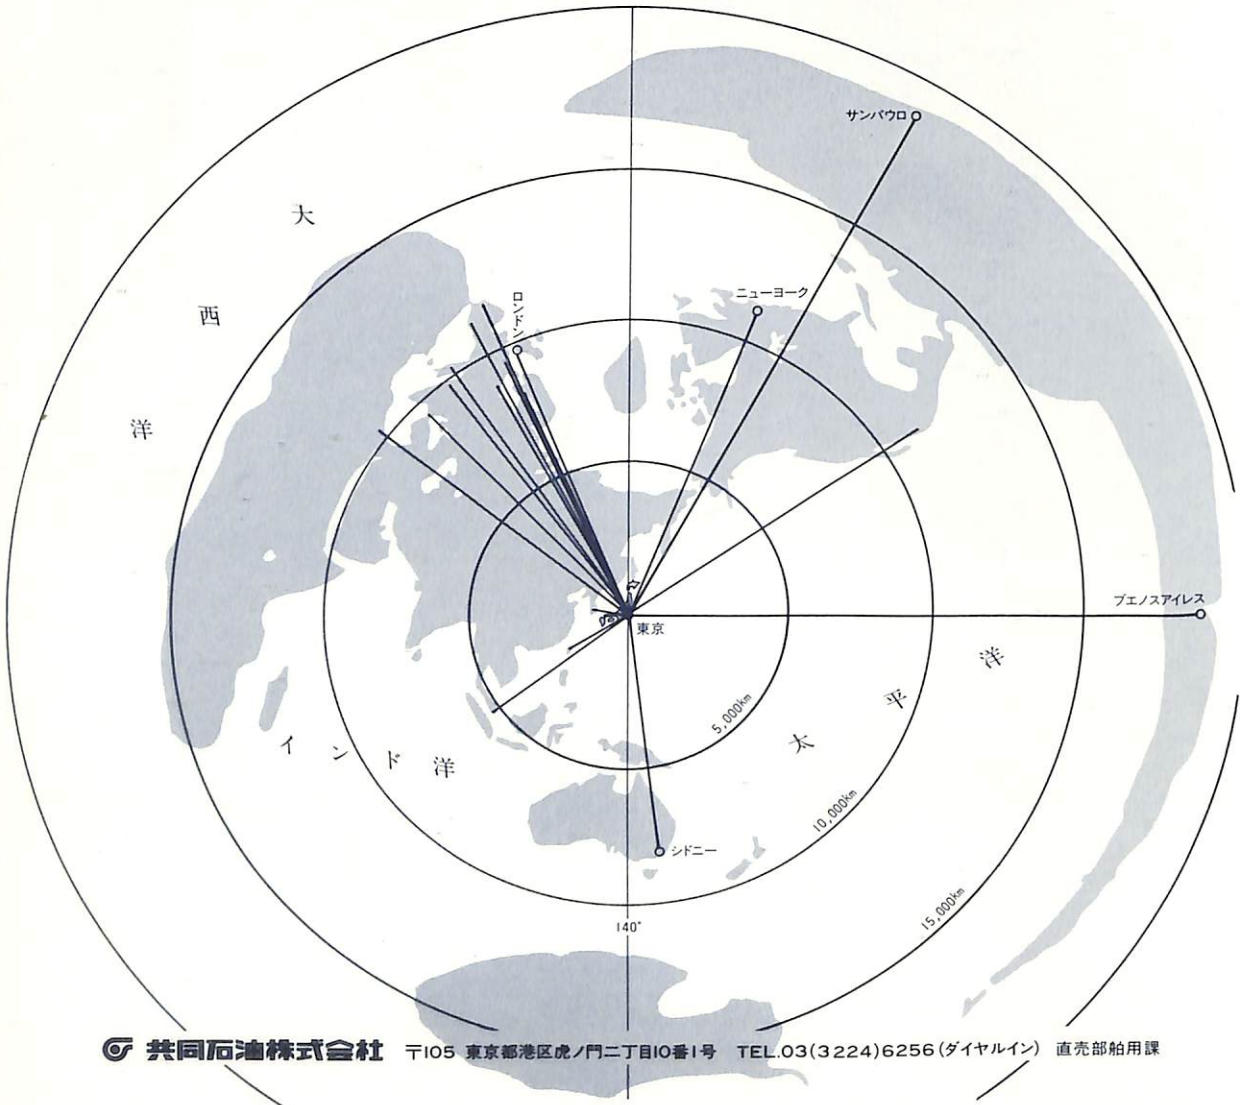 サンパウロ
大
西
洋
ロンドン
ニューヨーク
ブエノスアイレス
東京
洋
平
太
5,000km
インド洋
10,000km
シドニー
15,000km
140°
共同石油株式会社 〒105 東京都港区虎ノ門二丁目10番1号 TEL.03(3224)6256(ダイヤルイン) 直売部舶用課